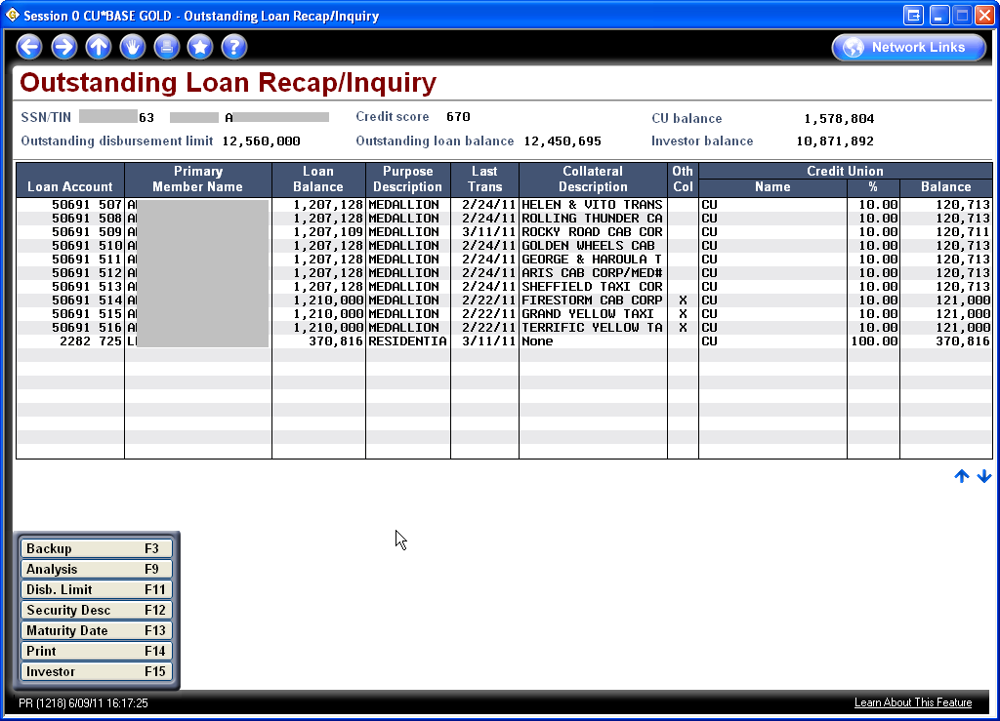 Session 0 CU*BASE GOLD - Outstanding Loan Recap/Inquiry
Network Links
Outstanding Loan Recap/Inquiry
SSN/TIN 63 A Credit score 670 CU balance 1,578,804
Outstanding disbursement limit 12,560,000 Outstanding loan balance 12,450,695 Investor balance 10,871,892
Primary Loan Purpose Last Collateral Oth Credit Union
Loan Account Member Name Balance Description Trans Description Col Name % Balance
50691 507 A 1,207,128 MEDALLION 2/24/11 HELEN & VITO TRANS CU 10.00 120,713
50691 508 A 1,207,128 MEDALLION 2/24/11 ROLLING THUNDER CA CU 10.00 120,713
50691 509 A 1,207,109 MEDALLION 3/11/11 ROCKY ROAD CAB COR CU 10.00 120,711
50691 510 A 1,207,128 MEDALLION 2/24/11 GOLDEN WHEELS CAB CU 10.00 120,713
50691 511 A 1,207,128 MEDALLION 2/24/11 GEORGE & HAROULA T CU 10.00 120,713
50691 512 A 1,207,128 MEDALLION 2/24/11 ARIS CAB CORP/MED# CU 10.00 120,713
50691 513 A 1,207,128 MEDALLION 2/24/11 SHEFFIELD TAXI COR CU 10.00 120,713
50691 514 A 1,210,000 MEDALLION 2/22/11 FIRESTORM CAB CORP X CU 10.00 121,000
50691 515 A 1,210,000 MEDALLION 2/22/11 GRAND YELLOW TAXI X CU 10.00 121,000
50691 516 A 1,210,000 MEDALLION 2/22/11 TERRIFIC YELLOW TA X CU 10.00 121,000
2282 725 L 370,816 RESIDENTIA 3/11/11 None CU 100.00 370,816
Backup F3
Analysis F9
Disb. Limit F11
Security Desc F12
Maturity Date F13
Print F14
Investor F15
PR (1218) 6/09/11 16:17:25 Learn About This Feature